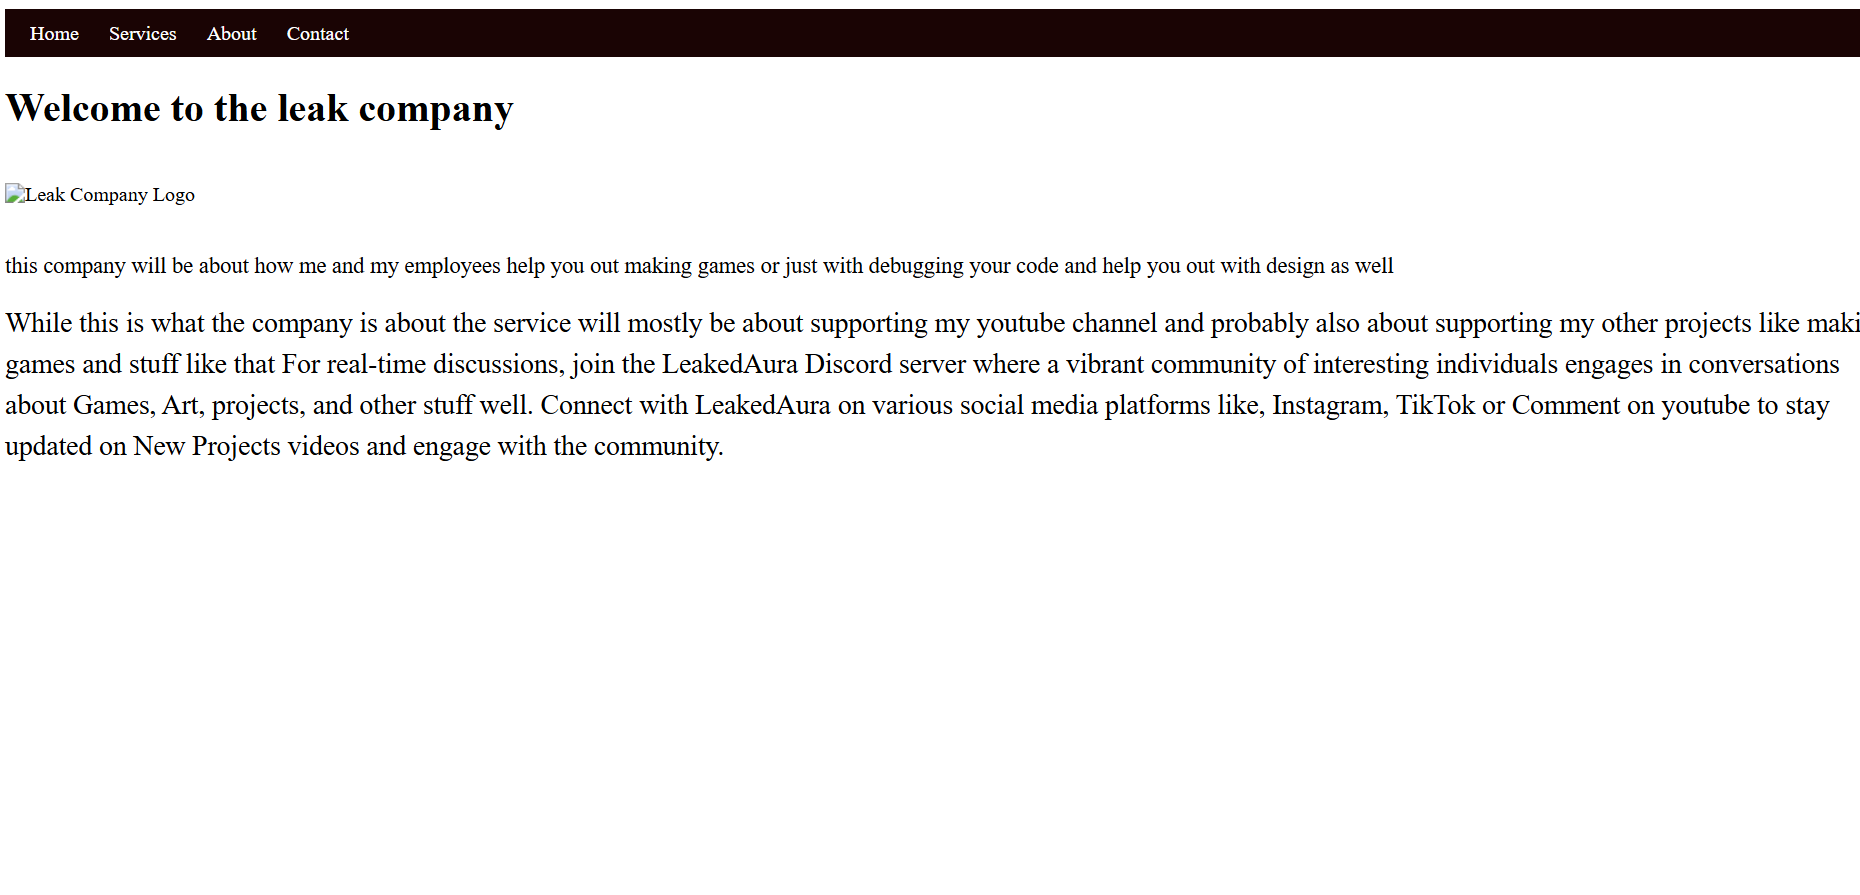 Home Services About Contact
Welcome to the leak company
Leak Company Logo
this company will be about how me and my employees help you out making games or just with debugging your code and help you out with design as well
While this is what the company is about the service will mostly be about supporting my youtube channel and probably also about supporting my other projects like maki
games and stuff like that For real-time discussions, join the LeakedAura Discord server where a vibrant community of interesting individuals engages in conversations
about Games, Art, projects, and other stuff well. Connect with LeakedAura on various social media platforms like, Instagram, TikTok or Comment on youtube to stay
updated on New Projects videos and engage with the community.